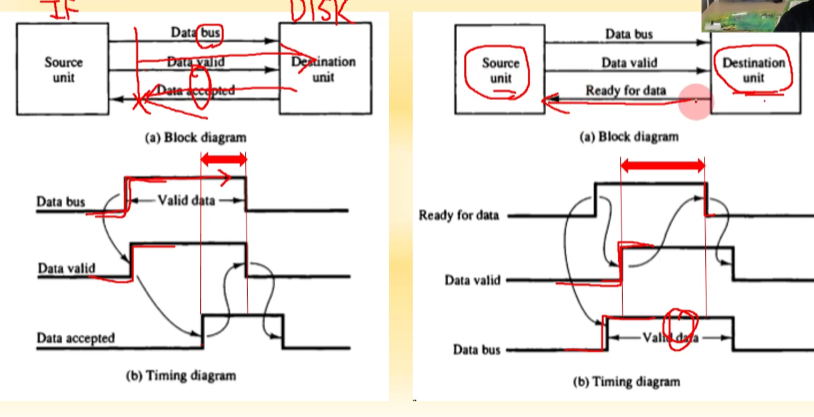 IF
DISK
Data bus
Source
unit
Data valid
Destination
unit
Data accepted
(a) Block diagram
Data bus
Valid data
Data valid
Data accepted
(b) Timing diagram
Data bus
Source
unit
Data valid
Destination
unit
Ready for data
(a) Block diagram
Ready for data
Data valid
Data bus
Valid data
(b) Timing diagram